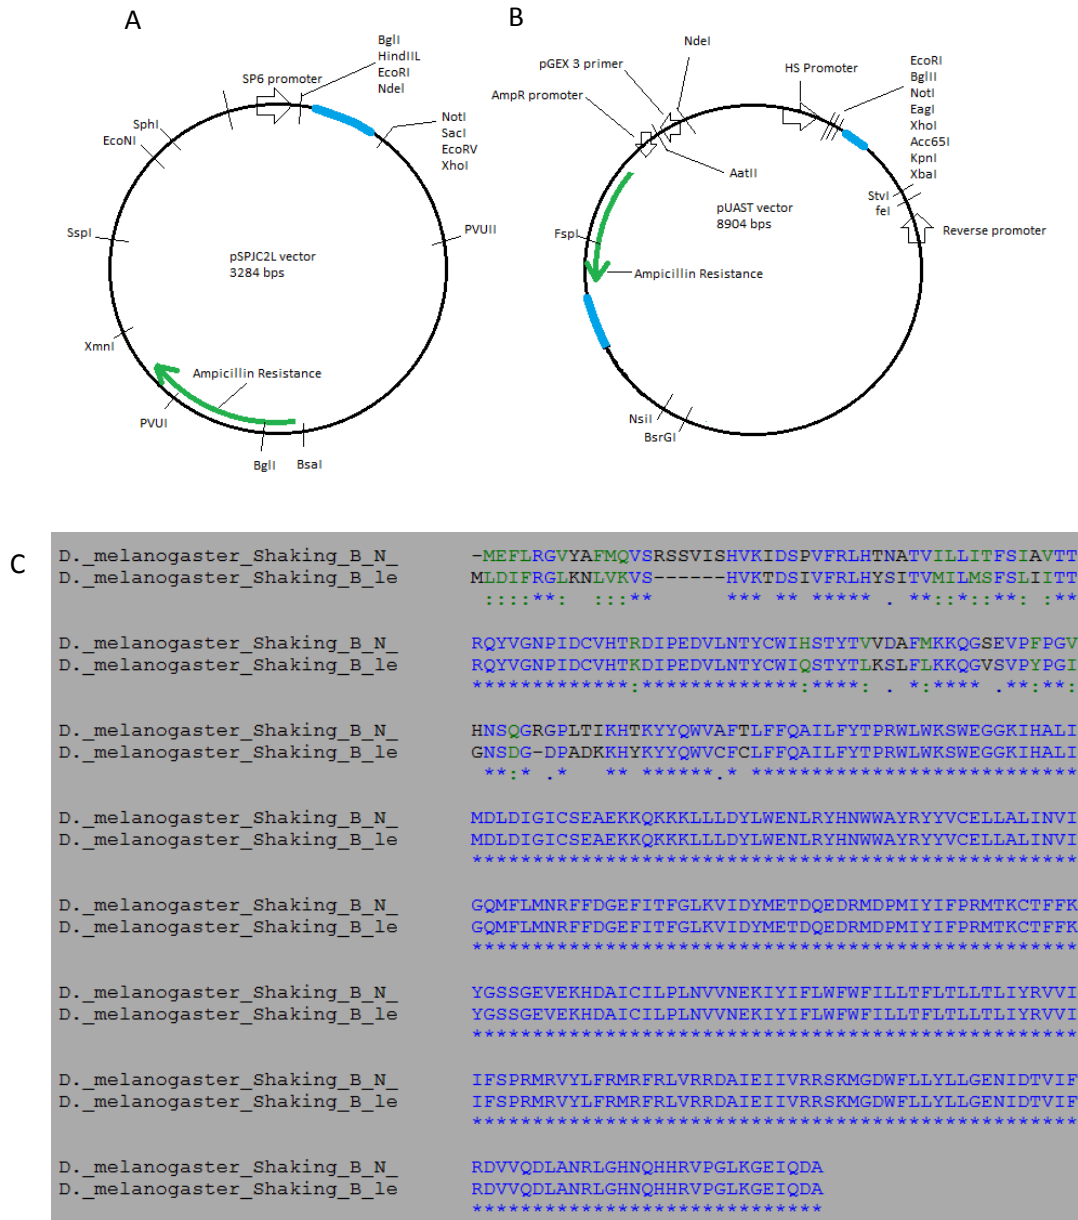 A
BglI
HindIIL
EcoRI
NdeI
SP6 promoter
SphI
EcoNI
NotI
SacI
EcoRV
XhoI
SspI
PVUII
pSPJC2L vector
3284 bps
XmnI
Ampicillin Resistance
PVUI
BglI
BsaI
B
NdeI
pGEX 3 primer
HS Promoter
AmpR promoter
EcoRI
BglII
NotI
EagI
XhoI
Acc65I
KpnI
XbaI
AatII
pUAST vector
8904 bps
StvI
feI
FspI
Reverse promoter
Ampicillin Resistance
NsiI
BsrGI
C
D._melanogaster_Shaking_B_N_ -MEFLRGVYAFMQVSRSSVISHVKIDSPVFRLHTNATVILLITFSIAVTT
D._melanogaster_Shaking_B_le MLDIFRGLKNLVKVS------HVKTDSIVFRLHYSITVMILMSFSLIITT
::::**: :::** *** ** ***** . **::*::**: :**
D._melanogaster_Shaking_B_N_ RQYVGNPIDCVHTRDIPEDVLNTYCWIHSTYTVVDAFMKKQGSEVPFPGV
D._melanogaster_Shaking_B_le RQYVGNPIDCVHTKDIPEDVLNTYCWIQSTYTLKSLFLKKQGVSVPYPGI
*************:*************:****: . *:**** .**:**:
D._melanogaster_Shaking_B_N_ HNSQGRGPLTIKHTKYYQWVAFTLFFQAILFYTPRWLWKSWEGGKIHALI
D._melanogaster_Shaking_B_le GNSDG-DPADKKHYKYYQWVCFCLFFQAILFYTPRWLWKSWEGGKIHALI
**:* .* ** ******.* ***************************
D._melanogaster_Shaking_B_N_ MDLDIGICSEAEKKQKKKLLLDYLWENLRYHNWWAYRYYVCELLALINVI
D._melanogaster_Shaking_B_le MDLDIGICSEAEKKQKKKLLLDYLWENLRYHNWWAYRYYVCELLALINVI
**************************************************
D._melanogaster_Shaking_B_N_ GQMFLMNRFFDGEFITFGLKVIDYMETDQEDRMDPMIYIFPRMTKCTFFK
D._melanogaster_Shaking_B_le GQMFLMNRFFDGEFITFGLKVIDYMETDQEDRMDPMIYIFPRMTKCTFFK
**************************************************
D._melanogaster_Shaking_B_N_ YGSSGEVEKHDAICILPLNVVNEKIYIFLWFWFILLTFLTLLTLIYRVVI
D._melanogaster_Shaking_B_le YGSSGEVEKHDAICILPLNVVNEKIYIFLWFWFILLTFLTLLTLIYRVVI
**************************************************
D._melanogaster_Shaking_B_N_ IFSPRMRVYLFRMRFRLVRRDAIEIIVRRSKMGDWFLLYLLGENIDTVIF
D._melanogaster_Shaking_B_le IFSPRMRVYLFRMRFRLVRRDAIEIIVRRSKMGDWFLLYLLGENIDTVIF
**************************************************
D._melanogaster_Shaking_B_N_ RDVVQDLANRLGHNQHHRVPGLKGEIQDA
D._melanogaster_Shaking_B_le RDVVQDLANRLGHNQHHRVPGLKGEIQDA
*****************************